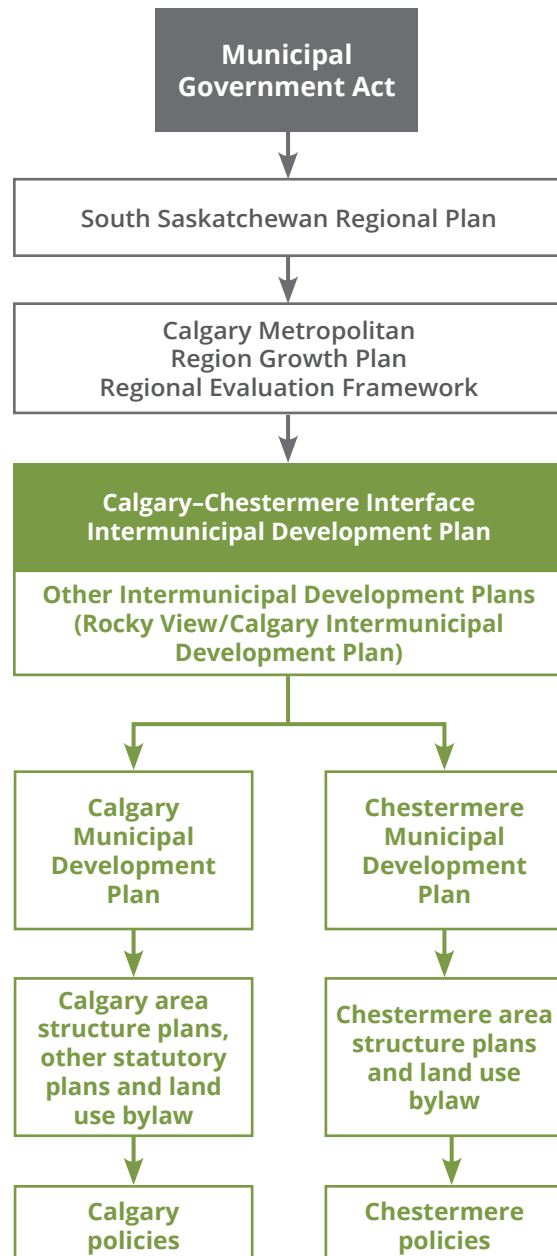 Municipal
Government Act
South Saskatchewan Regional Plan
Calgary Metropolitan
Region Growth Plan
Regional Evaluation Framework
Calgary–Chestermere Interface
Intermunicipal Development Plan
Other Intermunicipal Development Plans
(Rocky View/Calgary Intermunicipal
Development Plan)
Calgary
Municipal
Development
Plan
Chestermere
Municipal
Development
Plan
Calgary area
structure plans,
other statutory
plans and land
use bylaw
Chestermere area
structure plans
and land use
bylaw
Calgary
policies
Chestermere
policies